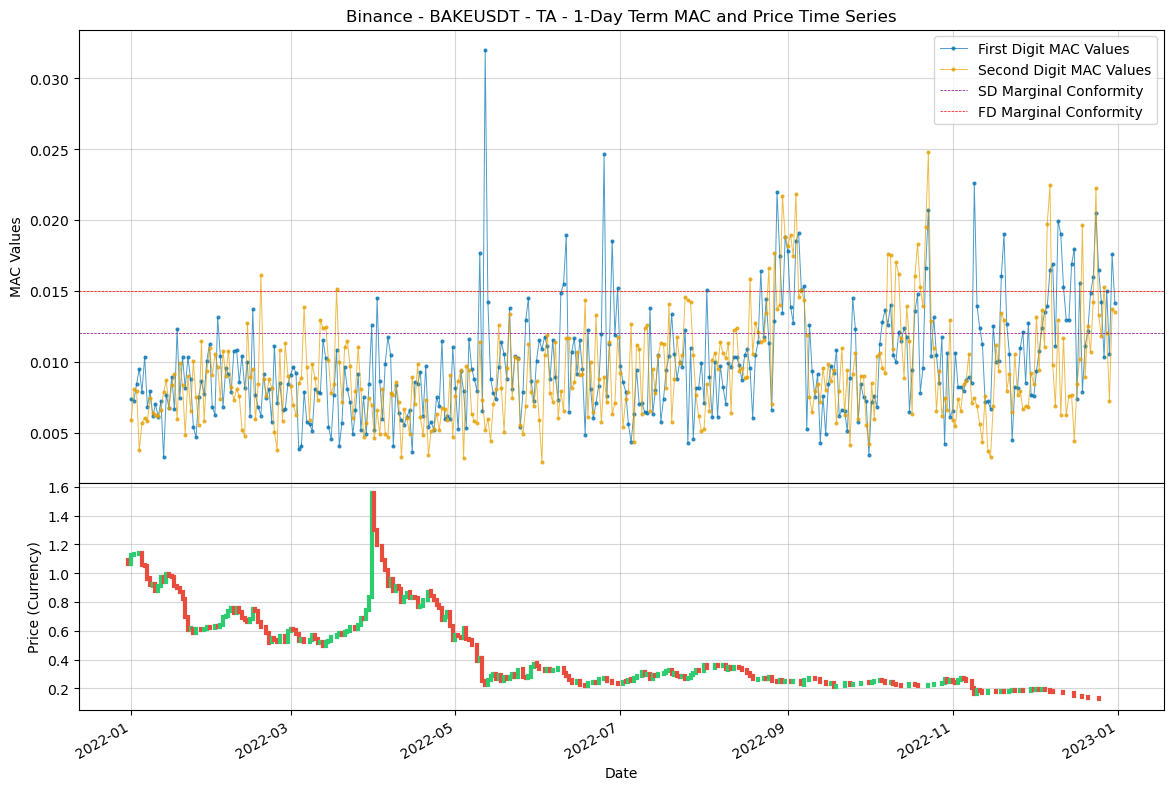 Binance - BAKEUSDT - TA - 1-Day Term MAC and Price Time Series
First Digit MAC Values
Second Digit MAC Values
SD Marginal Conformity
FD Marginal Conformity
MAC Values
0.030
0.025
0.020
0.015
0.010
0.005
Price (Currency)
1.6
1.4
1.2
1.0
0.8
0.6
0.4
0.2
2022-01
2022-03
2022-05
2022-07
2022-09
2022-11
2023-01
Date